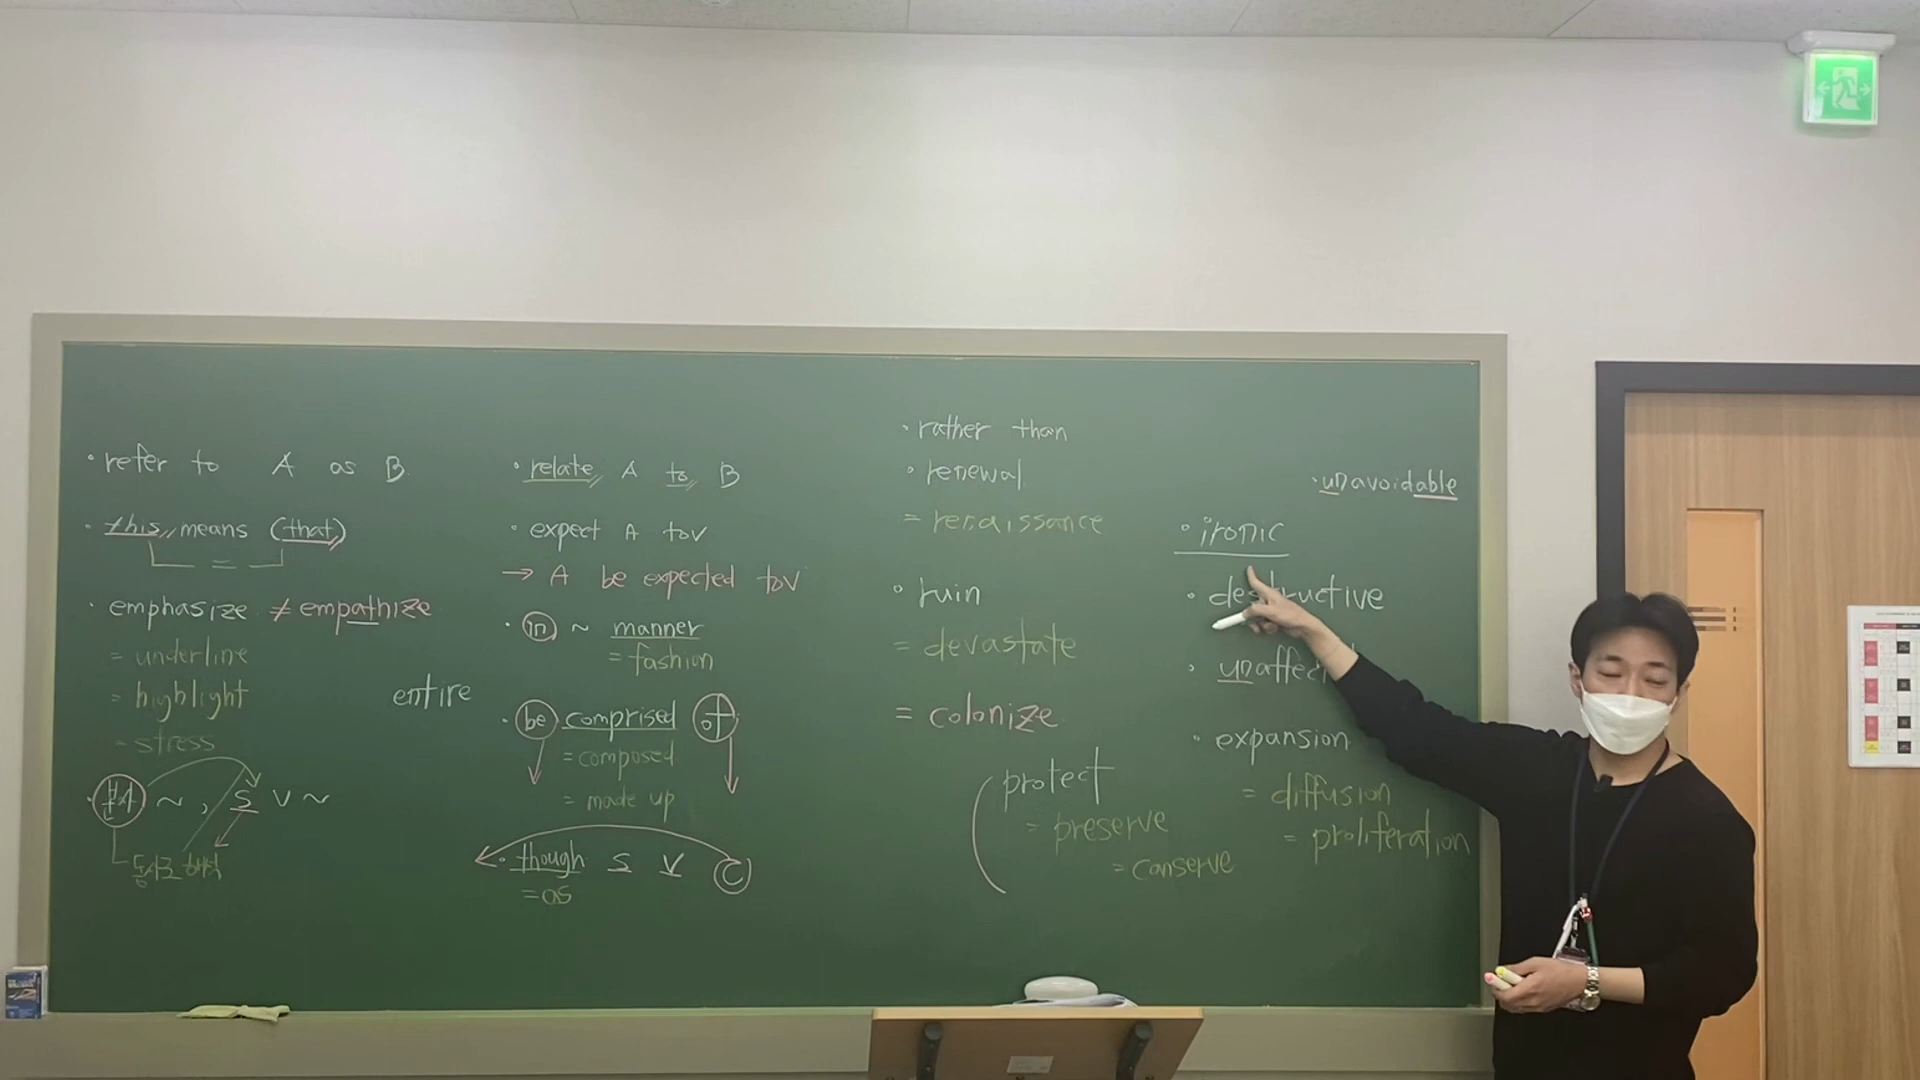 · refer to A as B
· this means (that)
=
· emphasize ≠ empathize
= underline
= highlight
= stress
분사 ~, S V ~
동사로 해석
entire
· relate A to B
· expect A toV
→ A be expected toV
· in ~ manner
= fashion
· be comprised of
= composed
= made up
· though S V C
= as
· rather than
· renewal
= renaissance
· ruin
= devastate
= colonize
protect
= preserve
= conserve
· unavoidable
· ironic
· destructive
· expansion
= diffusion
= proliferation